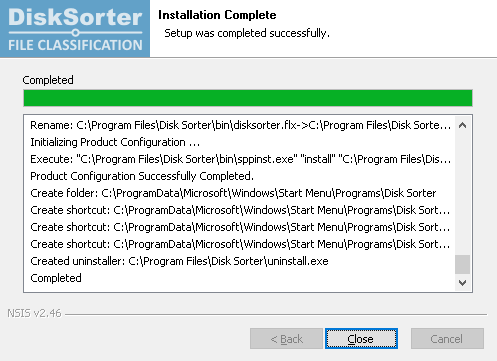 DiskSorter
FILE CLASSIFICATION
Installation Complete
Setup was completed successfully.
Completed
Rename: C:\Program Files\Disk Sorter\bin\disksorter.flx->C:\Program Files\Disk Sorte...
Initializing Product Configuration ...
Execute: "C:\Program Files\Disk Sorter\bin\sppinst.exe" "install" "C:\Program Files\Dis...
Product Configuration Successfully Completed.
Create folder: C:\ProgramData\Microsoft\Windows\Start Menu\Programs\Disk Sorter
Create shortcut: C:\ProgramData\Microsoft\Windows\Start Menu\Programs\Disk Sort...
Create shortcut: C:\ProgramData\Microsoft\Windows\Start Menu\Programs\Disk Sort...
Create shortcut: C:\ProgramData\Microsoft\Windows\Start Menu\Programs\Disk Sort...
Created uninstaller: C:\Program Files\Disk Sorter\uninstall.exe
Completed
NSIS v2.46
< Back
Close
Cancel